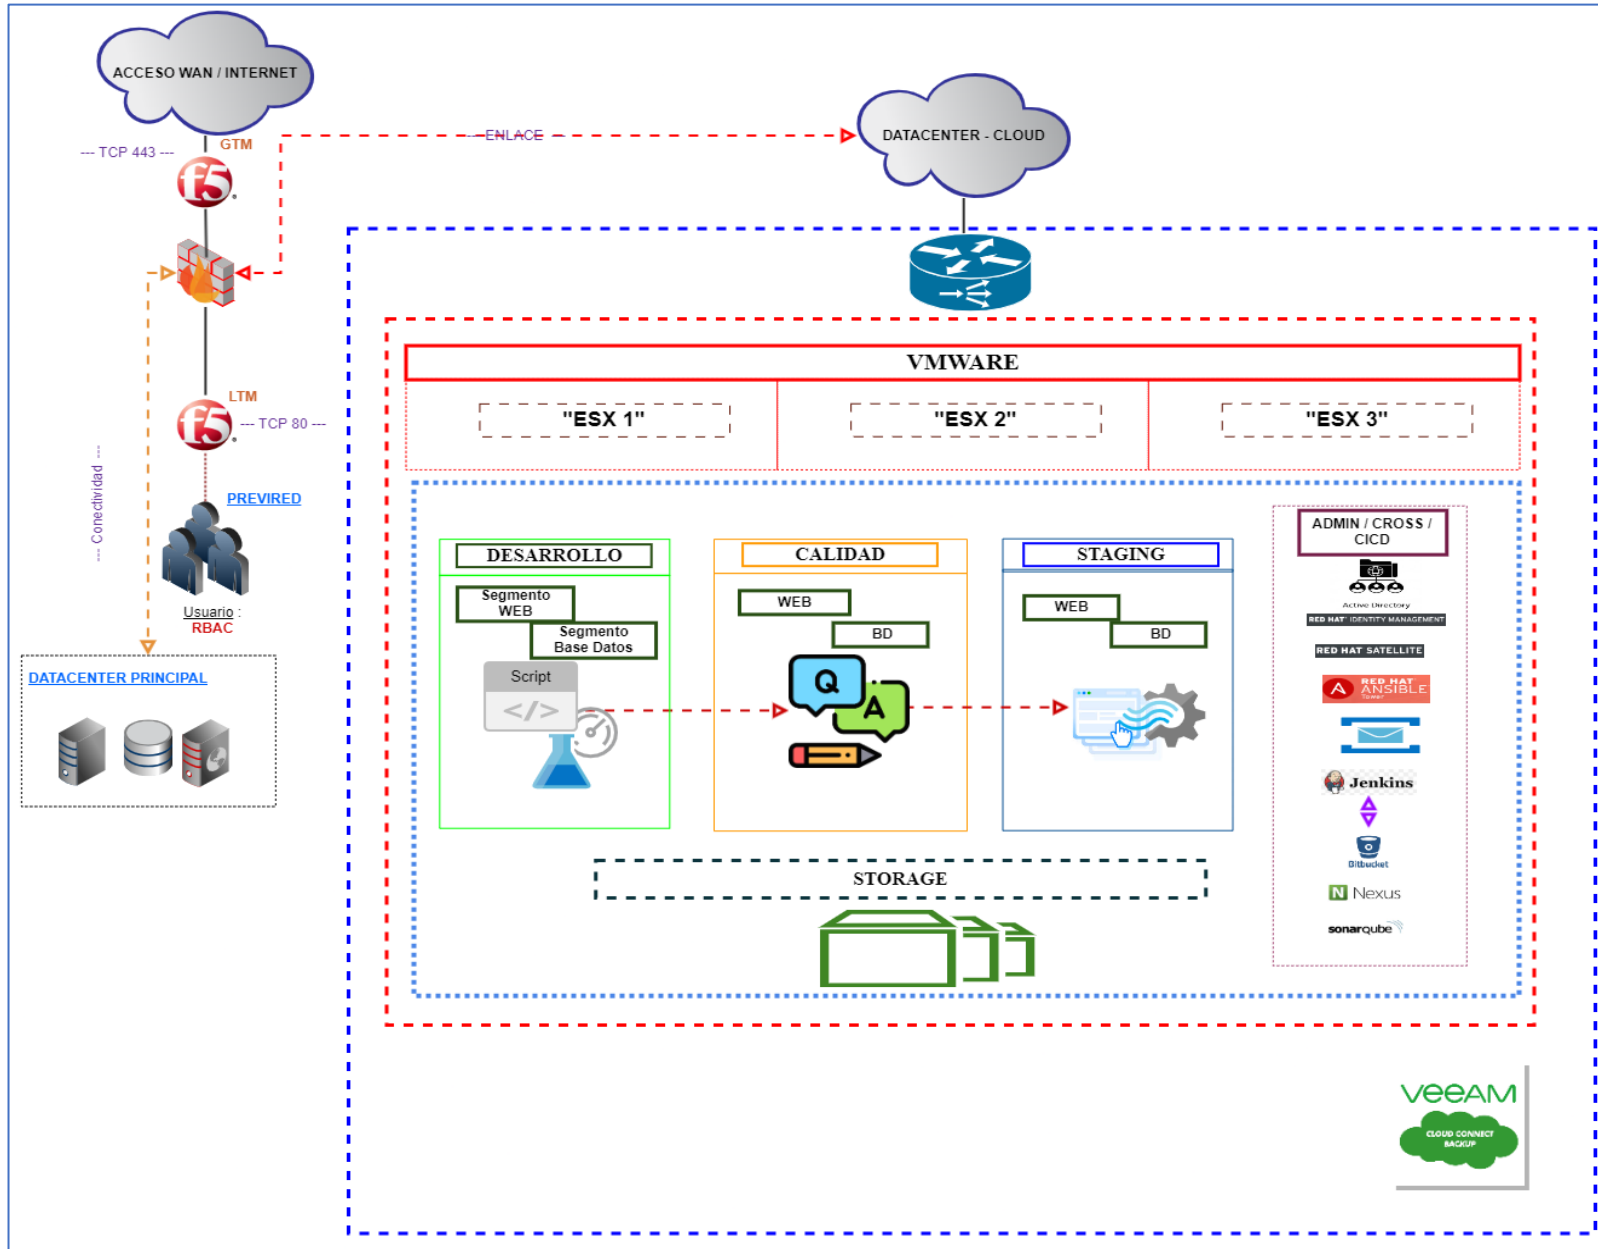 ACCESO WAN / INTERNET
GTM
--- TCP 443 ---
f5
--- ENLACE ---
DATACENTER - CLOUD
LTM
f5
--- TCP 80 ---
--- Conectividad ---
PREVIRED
Usuario :
RBAC
DATACENTER PRINCIPAL
VMWARE
"ESX 1"
"ESX 2"
"ESX 3"
DESARROLLO
Segmento
WEB
Segmento
Base Datos
Script
</>
CALIDAD
WEB
BD
Q
A
STAGING
WEB
BD
STORAGE
ADMIN / CROSS /
CICD
Active Directory
RED HAT IDENTITY MANAGEMENT
RED HAT SATELLITE
RED HAT
ANSIBLE
Tower
Jenkins
Bitbucket
N Nexus
sonarqube
veeAM
CLOUD CONNECT
BACKUP